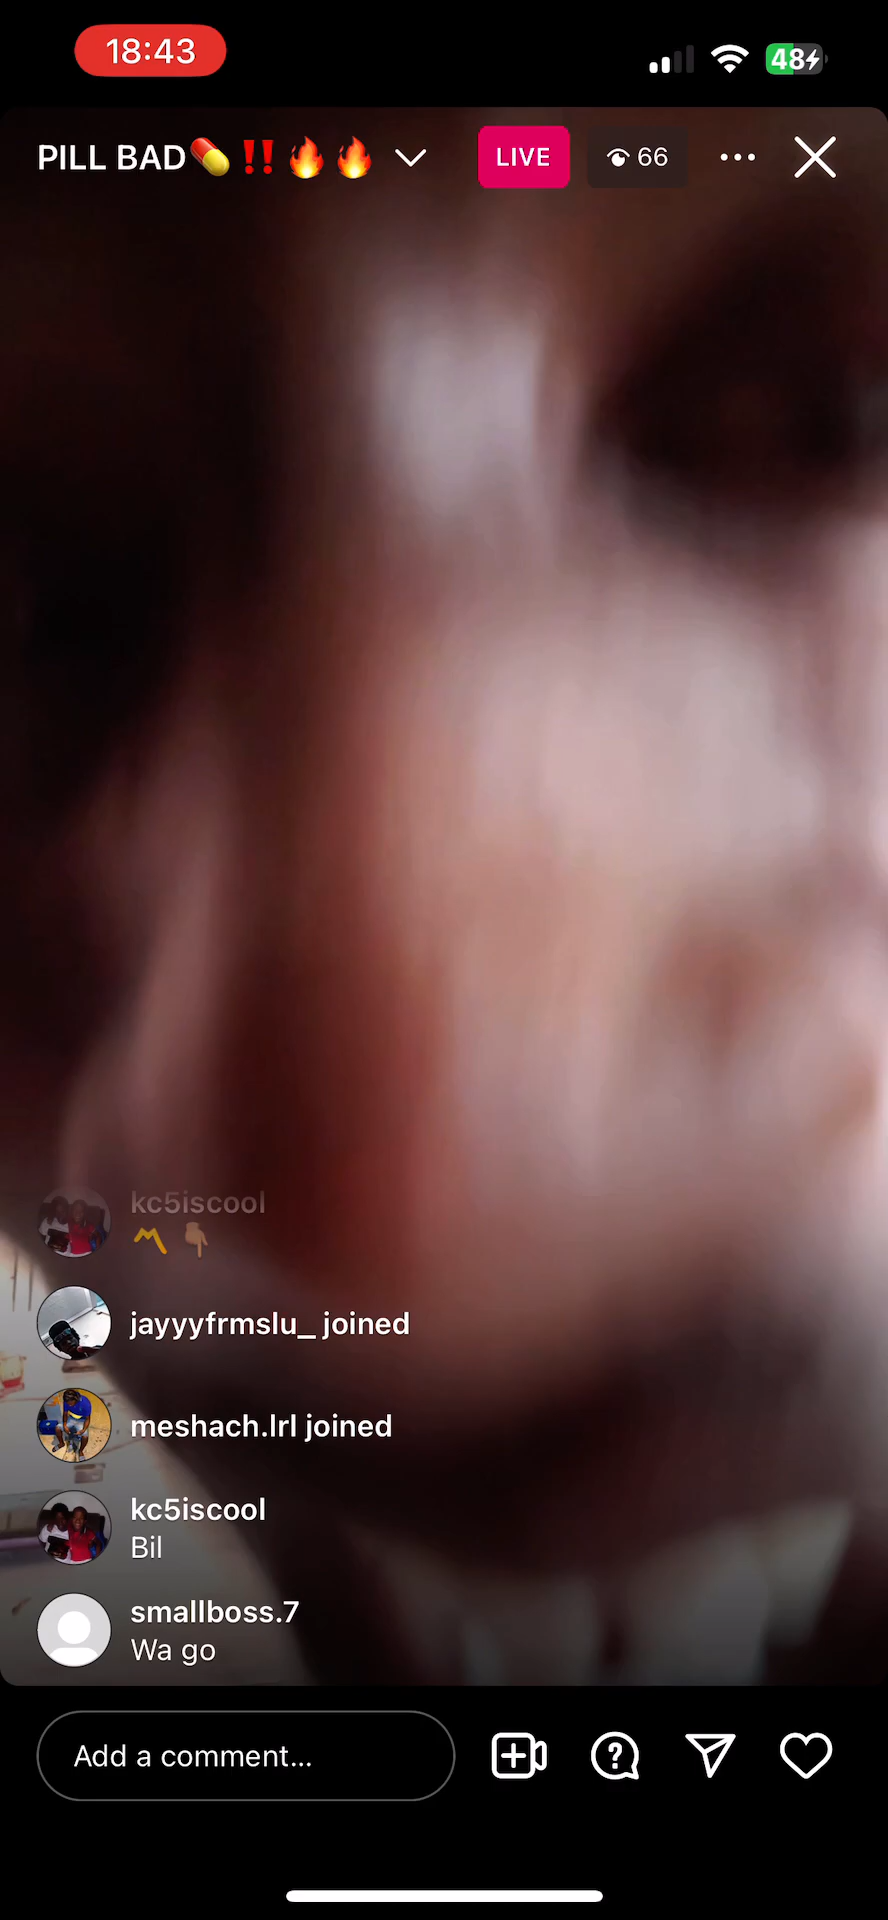 18:43
48
PILL BAD💊‼️🔥🔥
LIVE
66
kc5iscool
〽️👇🏽
jayyyfrmslu_ joined
meshach.lrl joined
kc5iscool
Bil
smallboss.7
Wa go
Add a comment...